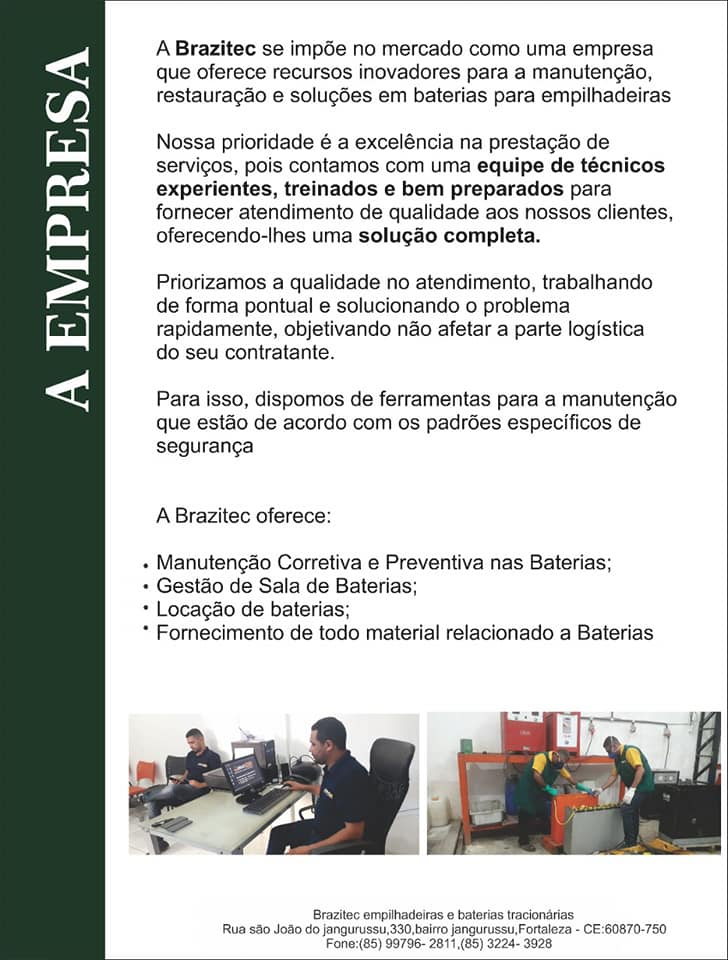 A EMPRESA
A Brazitec se impõe no mercado como uma empresa
que oferece recursos inovadores para a manutenção,
restauração e soluções em baterias para empilhadeiras
Nossa prioridade é a excelência na prestação de
serviços, pois contamos com uma equipe de técnicos
experientes, treinados e bem preparados para
fornecer atendimento de qualidade aos nossos clientes,
oferecendo-lhes uma solução completa.
Priorizamos a qualidade no atendimento, trabalhando
de forma pontual e solucionando o problema
rapidamente, objetivando não afetar a parte logística
do seu contratante.
Para isso, dispomos de ferramentas para a manutenção
que estão de acordo com os padrões específicos de
segurança
A Brazitec oferece:
• Manutenção Corretiva e Preventiva nas Baterias;
• Gestão de Sala de Baterias;
• Locação de baterias;
• Fornecimento de todo material relacionado a Baterias
Brazitec empilhadeiras e baterias tracionárias
Rua são João do jangurussu,330,bairro jangurussu,Fortaleza - CE:60870-750
Fone:(85) 99796- 2811,(85) 3224- 3928